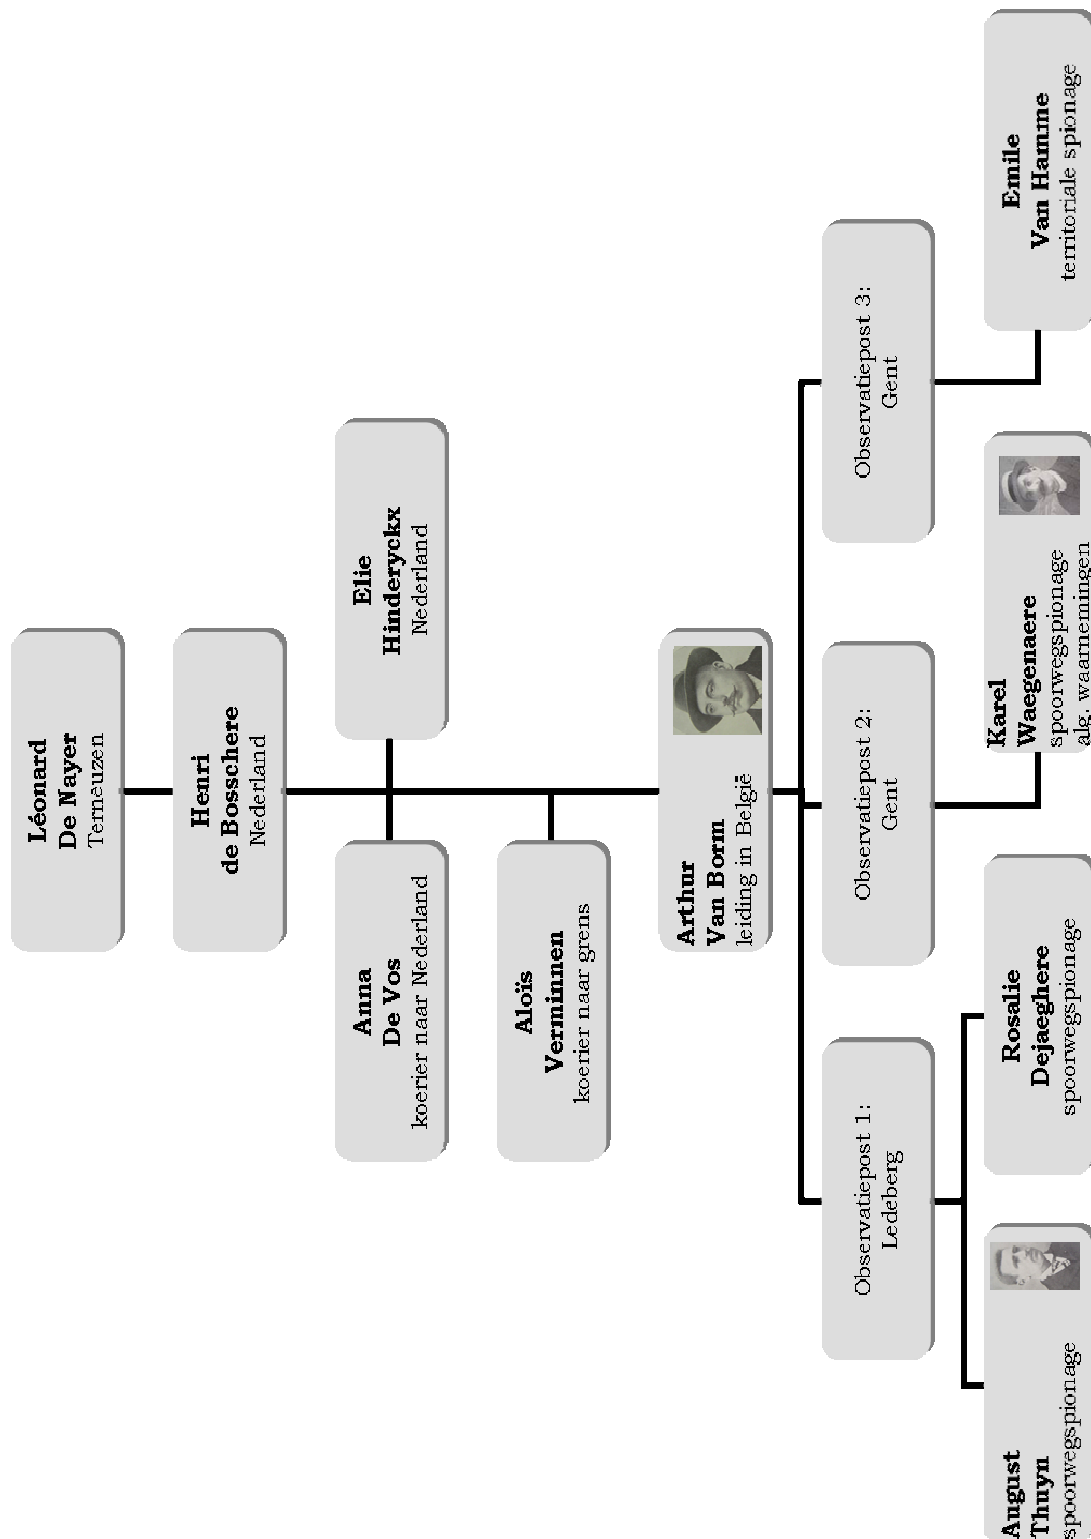 Léonard
De Nayer
Terneuzen
Henri
de Bosschere
Nederland
Anna
De Vos
koerier naar Nederland
Elie
Hinderyckx
Nederland
Aloïs
Verminnen
koerier naar grens
Arthur
Van Borm
leiding in België
Observatiepost 1:
Ledeberg
Observatiepost 2:
Gent
Observatiepost 3:
Gent
August
Thuyn
spoorwegspionage
Rosalie
Dejaeghere
spoorwegspionage
Karel
Waegenaere
spoorwegspionage
alg. waarnemingen
Emile
Van Hamme
territoriale spionage